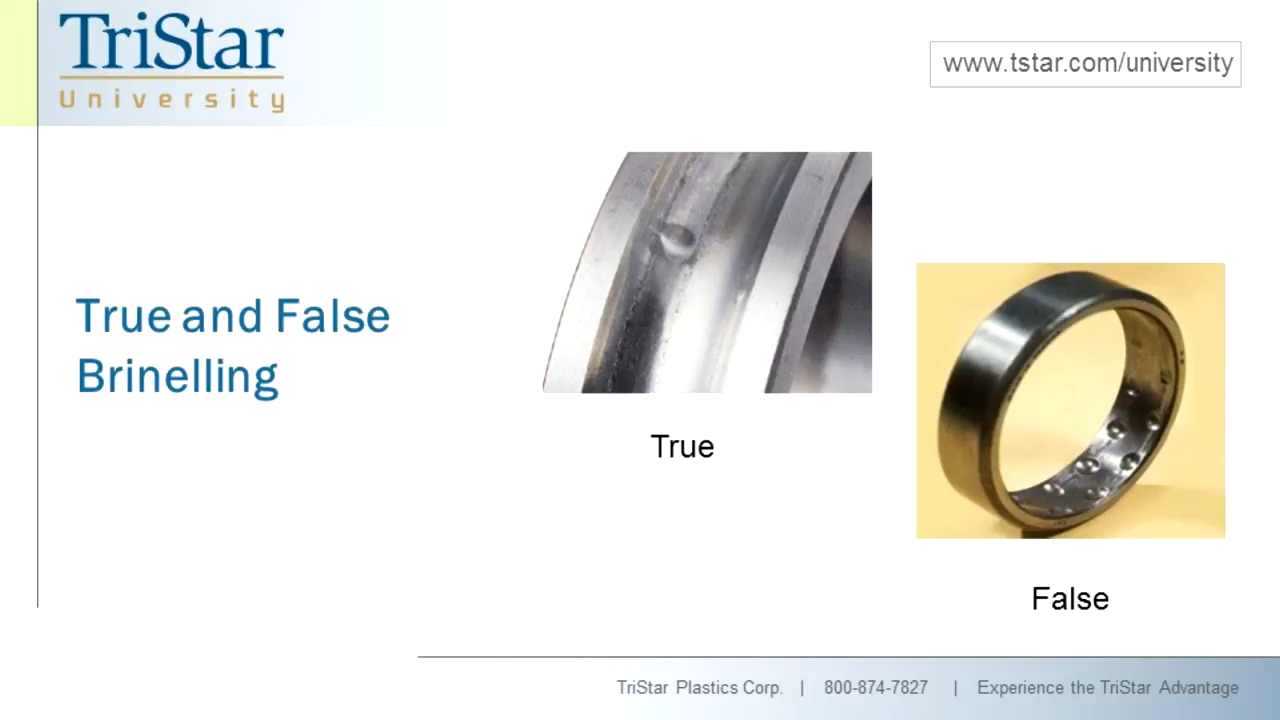 TriStar
University
www.tstar.com/university
True and False
Brinelling
True
False
TriStar Plastics Corp. | 800-874-7827 | Experience the TriStar Advantage